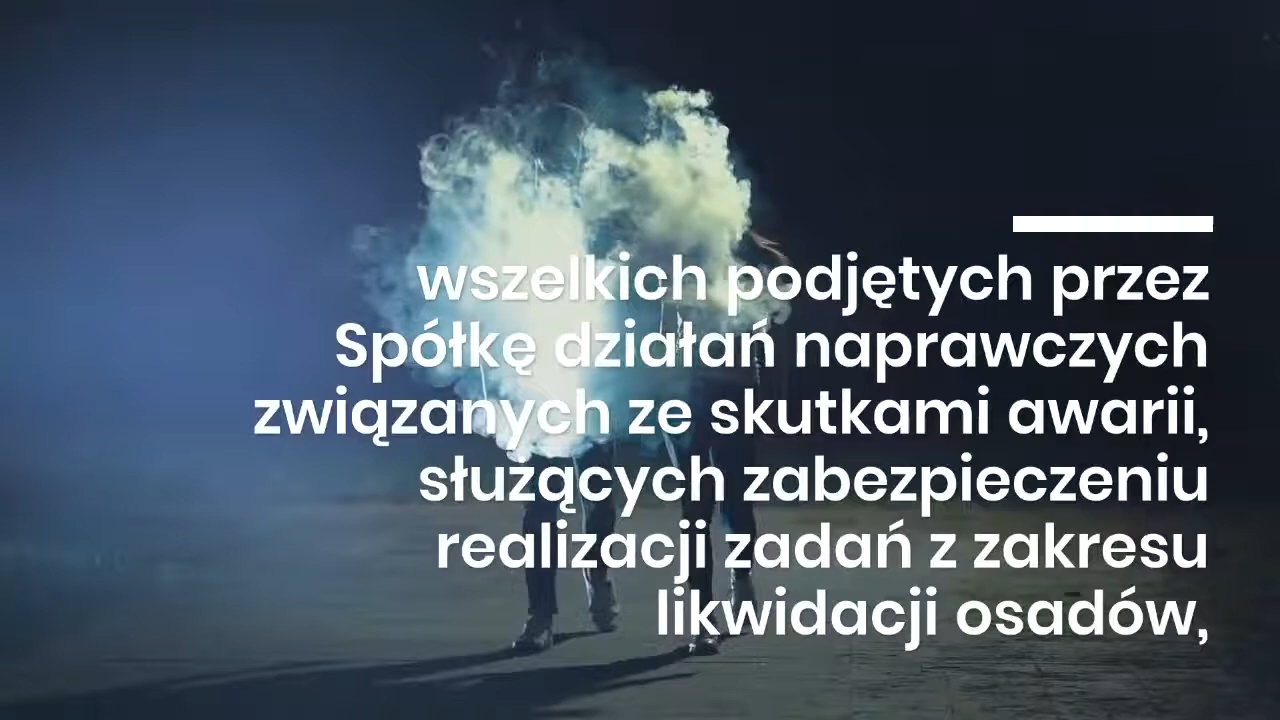 wszelkich podjętych przez
Spółkę działań naprawczych
związanych ze skutkami awarii,
służących zabezpieczeniu
realizacji zadań z zakresu
likwidacji osadów,